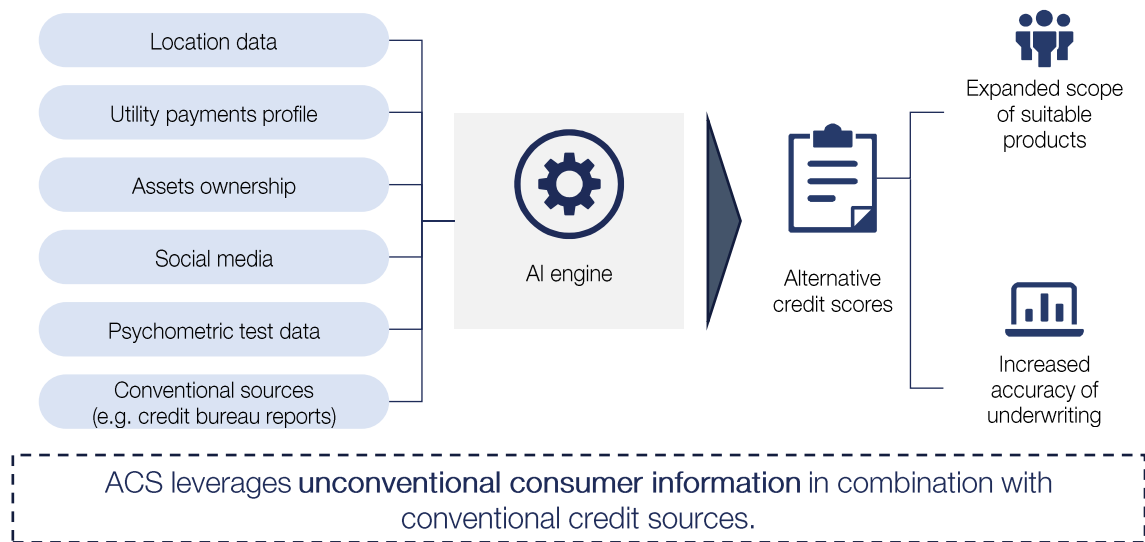 Location data
Utility payments profile
Assets ownership
Social media
Psychometric test data
Conventional sources
(e.g. credit bureau reports)
AI engine
Alternative
credit scores
Expanded scope
of suitable
products
Increased
accuracy of
underwriting
ACS leverages unconventional consumer information in combination with
conventional credit sources.